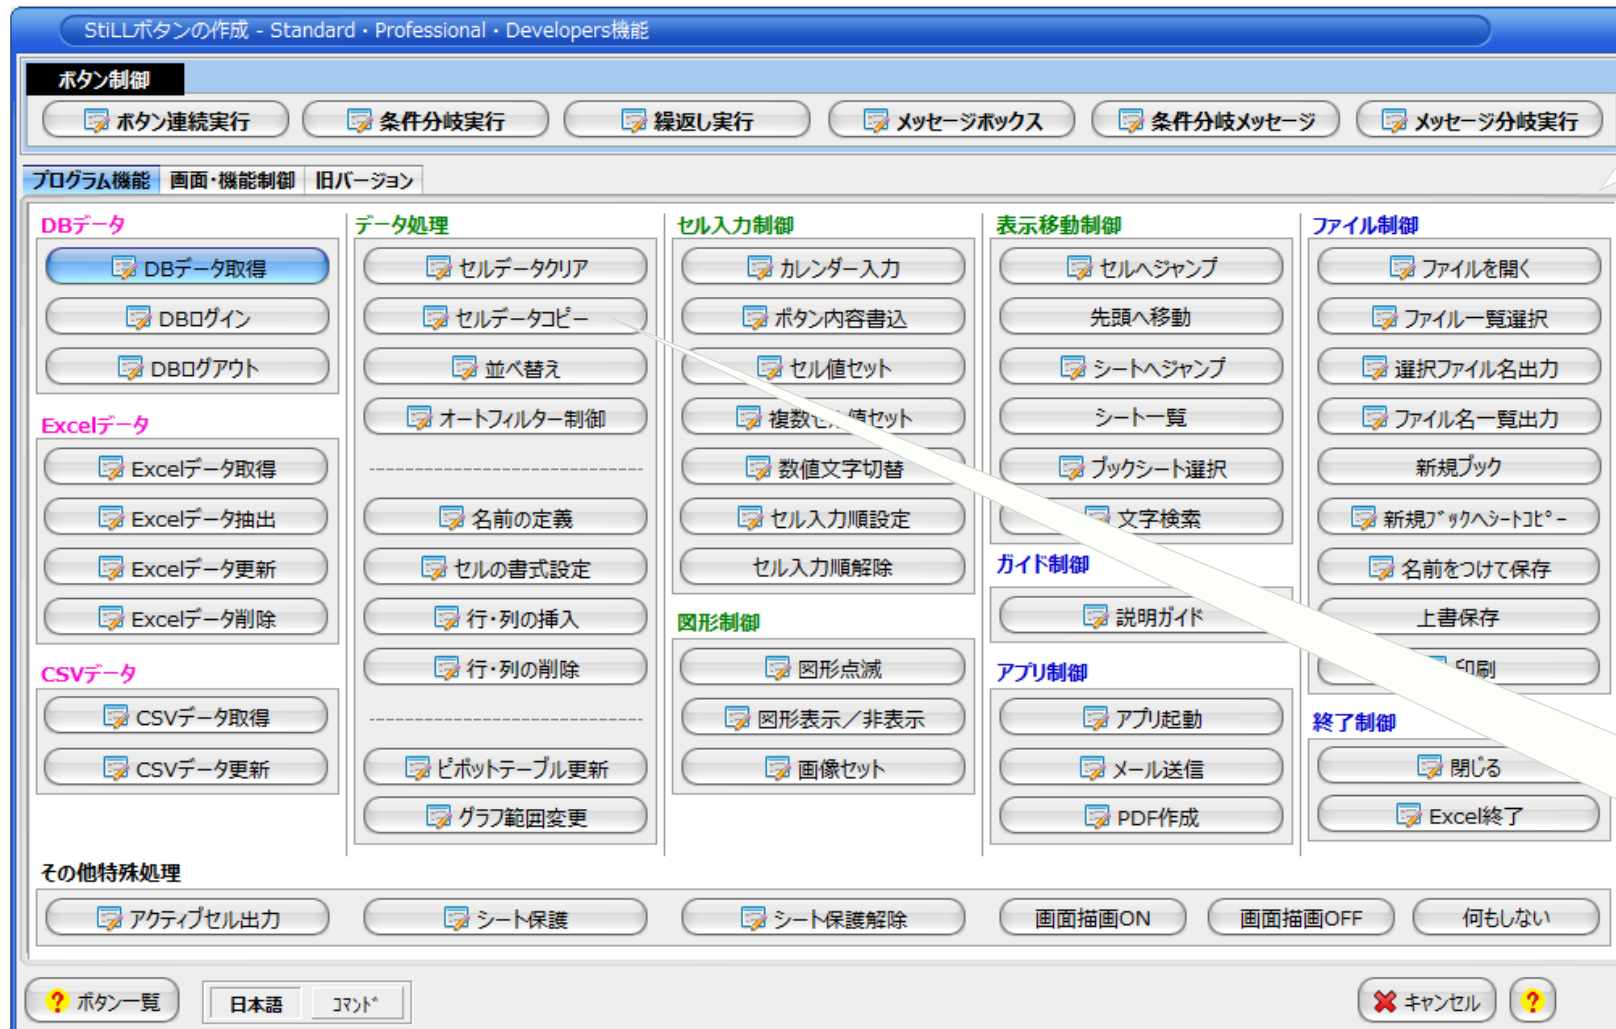 StiLLボタンの作成 - Standard・Professional・Developers機能
ボタン制御
ボタン連続実行
条件分岐実行
繰返し実行
メッセージボックス
条件分岐メッセージ
メッセージ分岐実行
プログラム機能
画面・機能制御
旧バージョン
DBデータ
DBデータ取得
DBログイン
DBログアウト
Excelデータ
Excelデータ取得
Excelデータ抽出
Excelデータ更新
Excelデータ削除
CSVデータ
CSVデータ取得
CSVデータ更新
データ処理
セルデータクリア
セルデータコピー
並べ替え
オートフィルター制御
名前の定義
セルの書式設定
行・列の挿入
行・列の削除
ピボットテーブル更新
グラフ範囲変更
セル入力制御
カレンダー入力
ボタン内容書込
セル値セット
複数セル値セット
数値文字切替
セル入力順設定
セル入力順解除
図形制御
図形点滅
図形表示／非表示
画像セット
表示移動制御
セルへジャンプ
先頭へ移動
シートへジャンプ
シート一覧
ブックシート選択
文字検索
ガイド制御
説明ガイド
アプリ制御
アプリ起動
メール送信
PDF作成
ファイル制御
ファイルを開く
ファイル一覧選択
選択ファイル名出力
ファイル名一覧出力
新規ブック
新規ﾌﾞｯｸへｼｰﾄｺﾋﾟｰ
名前をつけて保存
上書保存
印刷
終了制御
閉じる
Excel終了
その他特殊処理
アクティブセル出力
シート保護
シート保護解除
画面描画ON
画面描画OFF
何もしない
? ボタン一覧
日本語
ｺﾏﾝﾄﾞ
キャンセル
?